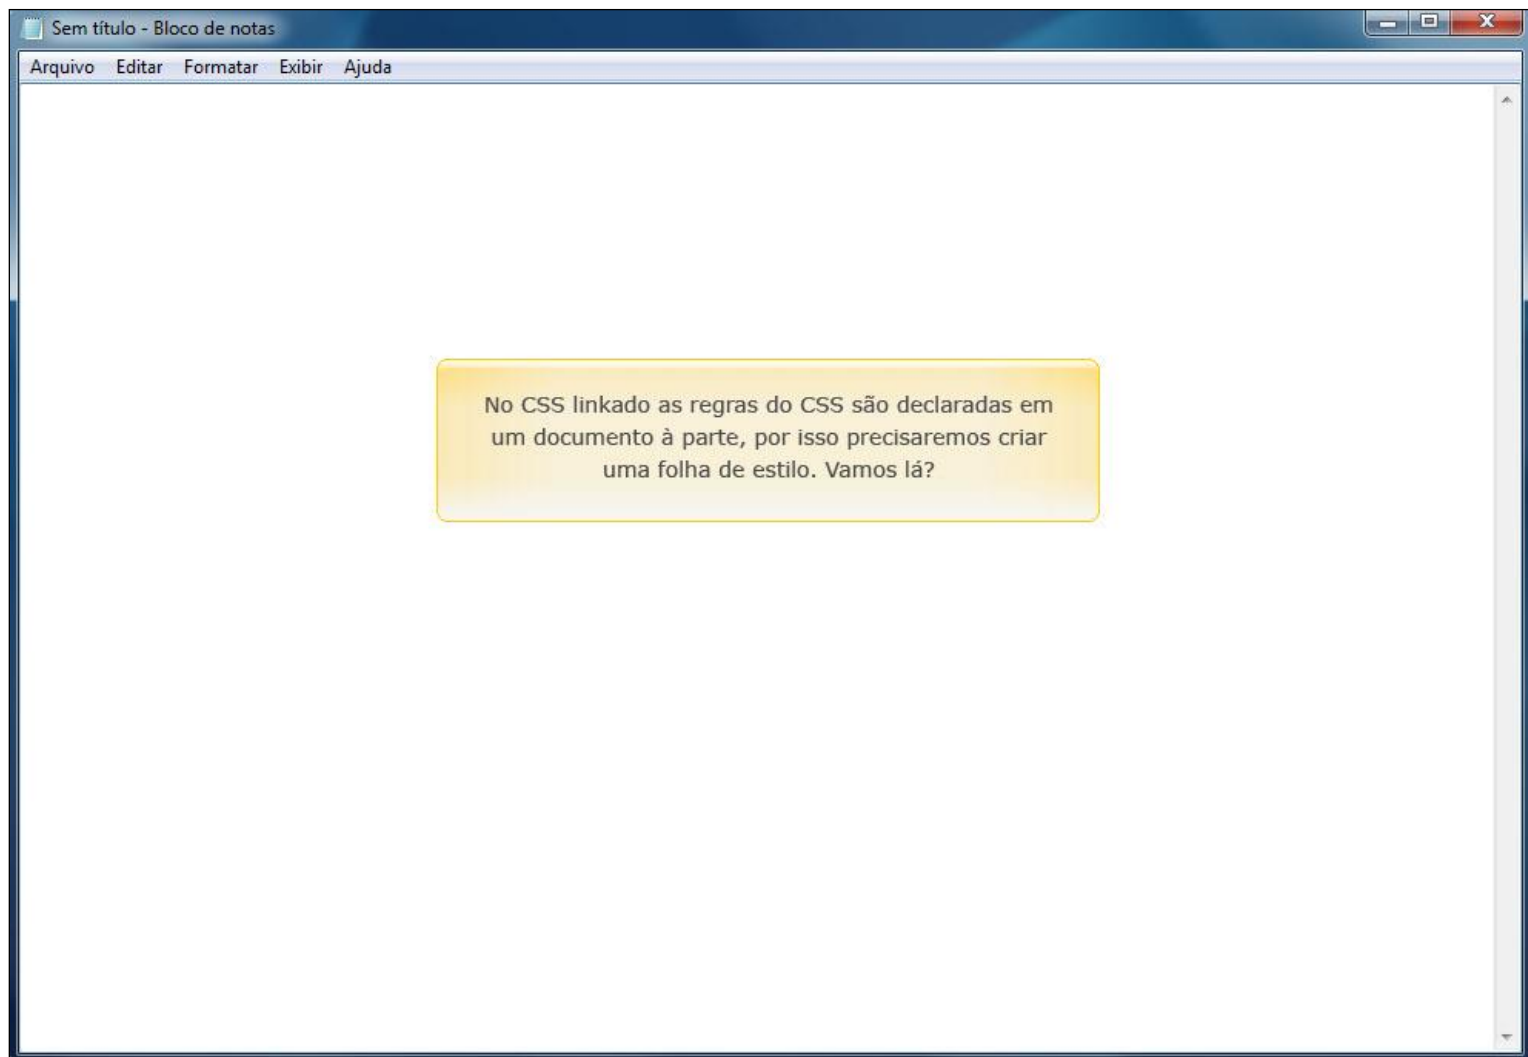 Sem título - Bloco de notas
Arquivo Editar Formatar Exibir Ajuda
No CSS linkado as regras do CSS são declaradas em
um documento à parte, por isso precisaremos criar
uma folha de estilo. Vamos lá?